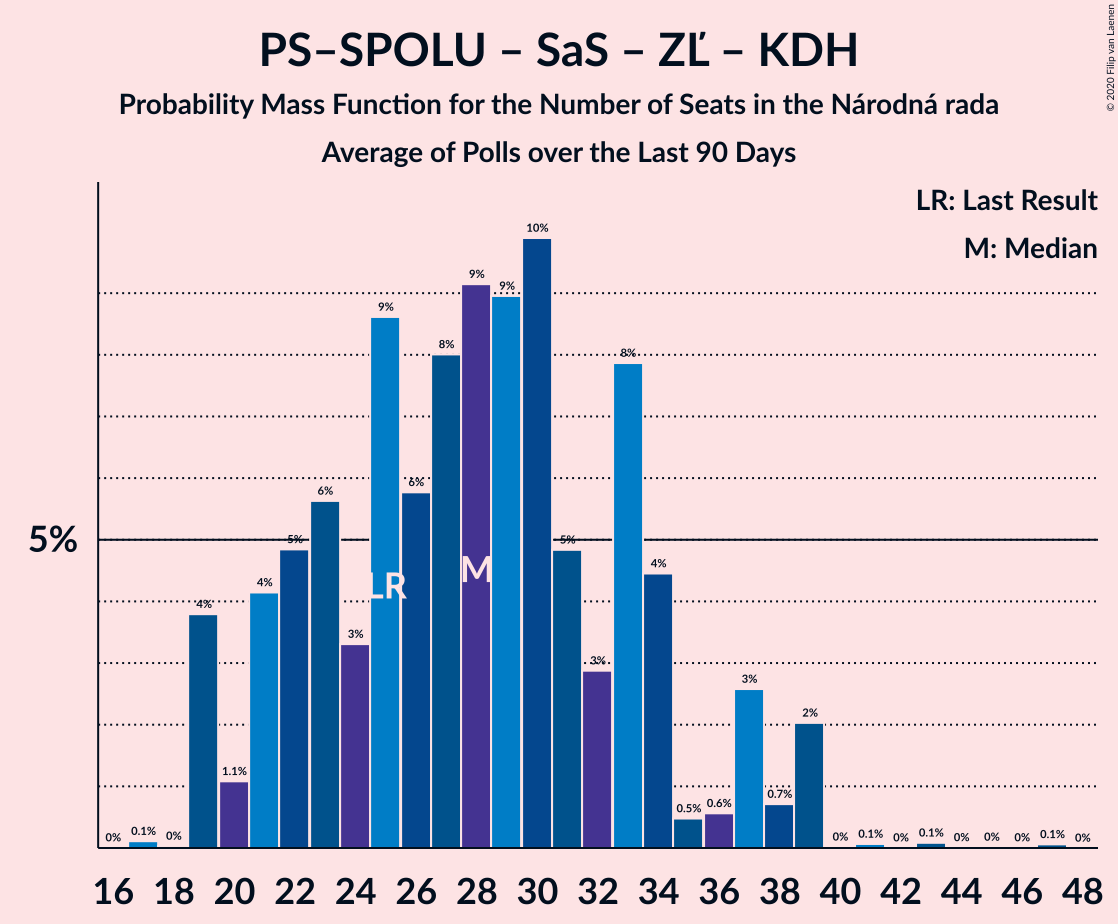 PS–SPOLU – SaS – ZĽ – KDH
Probability Mass Function for the Number of Seats in the Národná rada
Average of Polls over the Last 90 Days
© 2020 Filip van Laenen
LR: Last Result
M: Median
5%
0% 0.1% 0% 4% 1.1% 4% 5% 6% 3% 9% 6% 8% 9% 9% 10% 5% 3% 8% 4% 0.5% 0.6% 3% 0.7% 2% 0% 0.1% 0% 0.1% 0% 0% 0% 0.1% 0%
LR
M
16 18 20 22 24 26 28 30 32 34 36 38 40 42 44 46 48